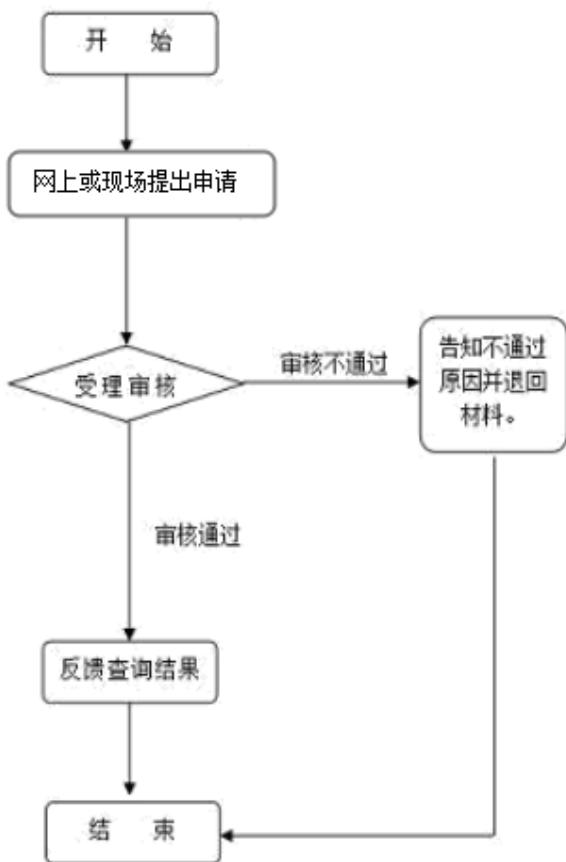 开 始
网上或现场提出申请
受理审核
审核不通过
告知不通过
原因并退回
材料。
审核通过
反馈查询结果
结 束